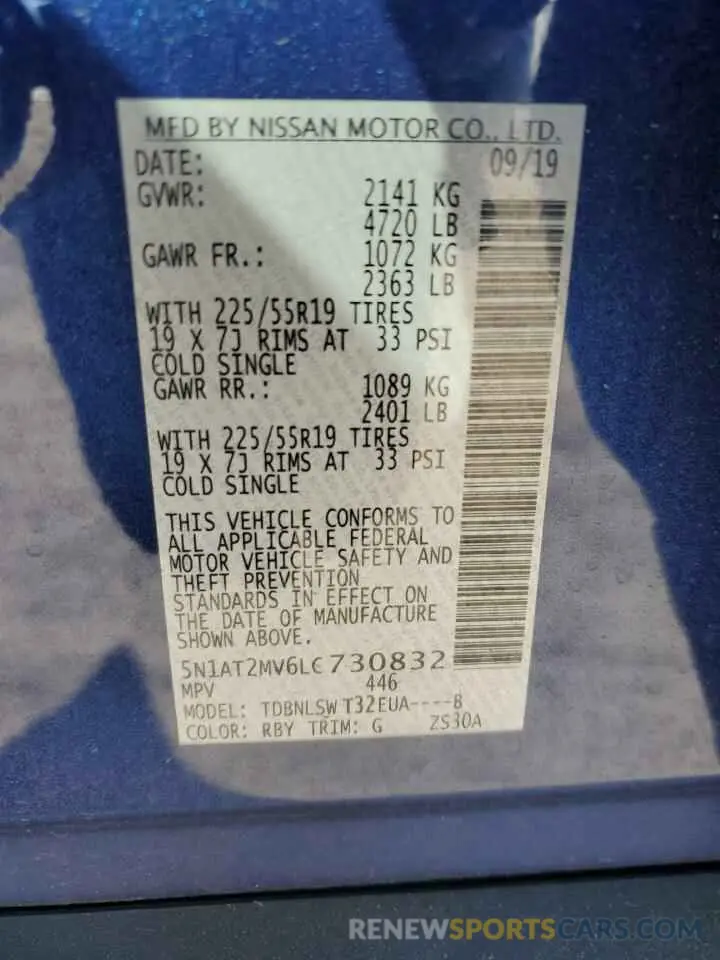 MFD BY NISSAN MOTOR CO., LTD.
DATE: 09/19
GVWR: 2141 KG
4720 LB
GAWR FR.: 1072 KG
2363 LB
WITH 225/55R19 TIRES
19 X 7J RIMS AT 33 PSI
COLD SINGLE
GAWR RR.: 1089 KG
2401 LB
WITH 225/55R19 TIRES
19 X 7J RIMS AT 33 PSI
COLD SINGLE
THIS VEHICLE CONFORMS TO
ALL APPLICABLE FEDERAL
MOTOR VEHICLE SAFETY AND
THEFT PREVENTION
STANDARDS IN EFFECT ON
THE DATE OF MANUFACTURE
SHOWN ABOVE.
5N1AT2MV6LC730832
MPV 446
MODEL: TDBNLSW T32EUA----B
COLOR: RBY TRIM: G ZS30A
RENEWSPORTSCARS.COM